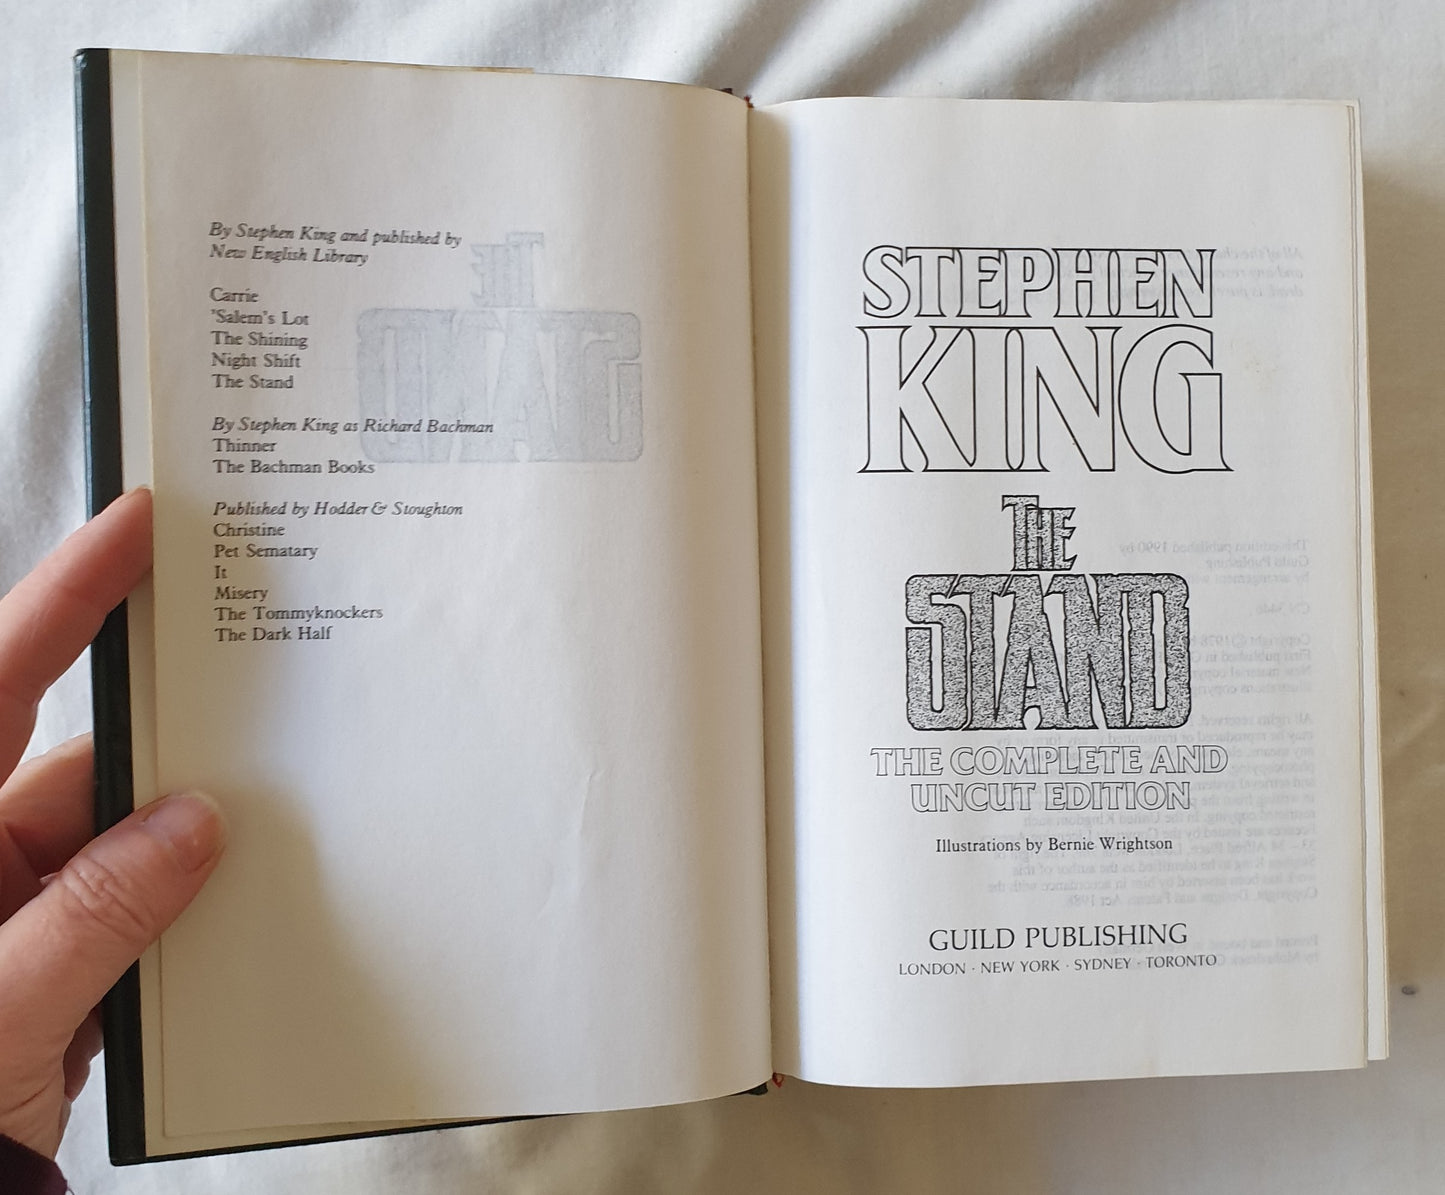 By Stephen King and published by
New English Library
Carrie
'Salem's Lot
The Shining
Night Shift
The Stand
By Stephen King as Richard Bachman
Thinner
The Bachman Books
Published by Hodder & Stoughton
Christine
Pet Sematary
It
Misery
The Tommyknockers
The Dark Half
STEPHEN
KING
THE
STAND
THE COMPLETE AND
UNCUT EDITION
Illustrations by Bernie Wrightson
GUILD PUBLISHING
LONDON · NEW YORK · SYDNEY · TORONTO